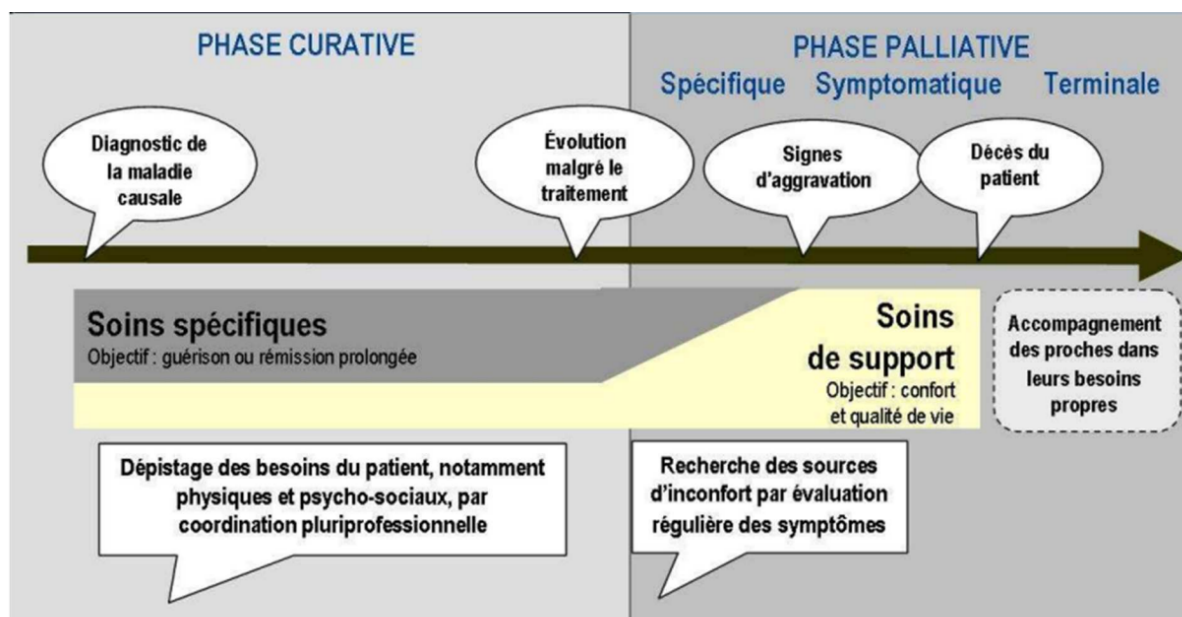 PHASE CURATIVE
PHASE PALLIATIVE
Spécifique Symptomatique Terminale
Diagnostic de
la maladie
causale
Évolution
malgré le
traitement
Signes
d'aggravation
Décès du
patient
Soins spécifiques
Objectif : guérison ou rémission prolongée
Soins
de support
Objectif : confort
et qualité de vie
Accompagnement
des proches dans
leurs besoins
propres
Dépistage des besoins du patient, notamment
physiques et psycho-sociaux, par
coordination pluriprofessionnelle
Recherche des sources
d'inconfort par évaluation
régulière des symptômes